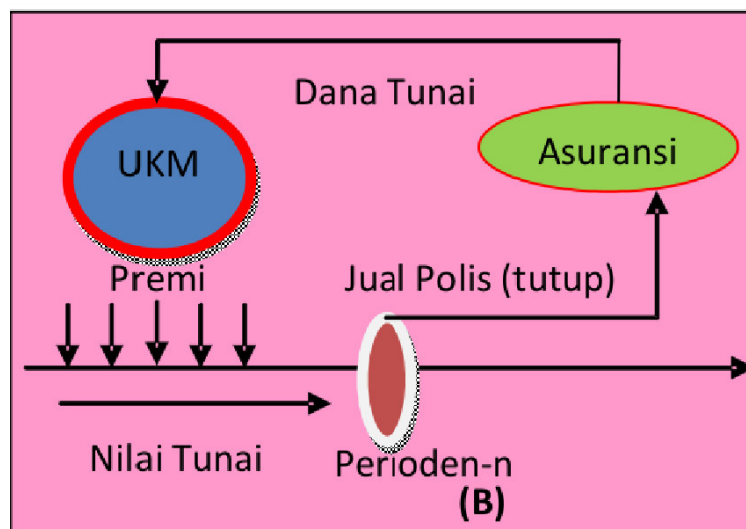 Dana Tunai
UKM
Asuransi
Premi
Jual Polis (tutup)
Nilai Tunai
Perioden-n
(B)